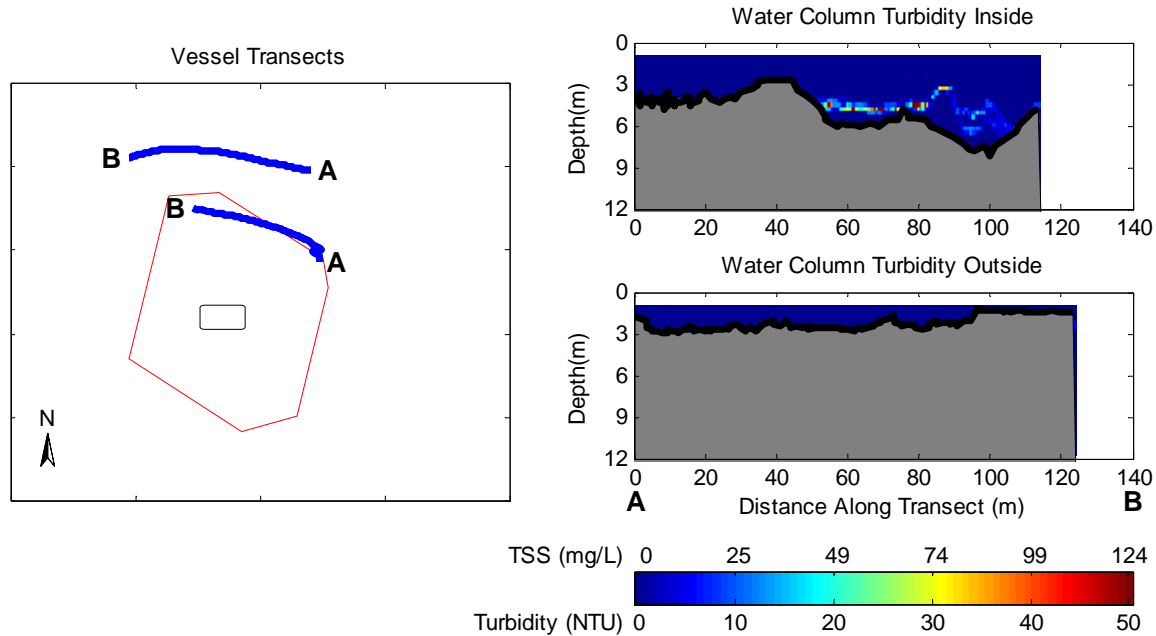 Vessel Transects
B
A
B
A
N
Water Column Turbidity Inside
0
3
6
9
12
Depth(m)
0 20 40 60 80 100 120 140
Water Column Turbidity Outside
0
3
6
9
12
Depth(m)
0 20 40 60 80 100 120 140
A Distance Along Transect (m) B
TSS (mg/L) 0 25 49 74 99 124
Turbidity (NTU) 0 10 20 30 40 50